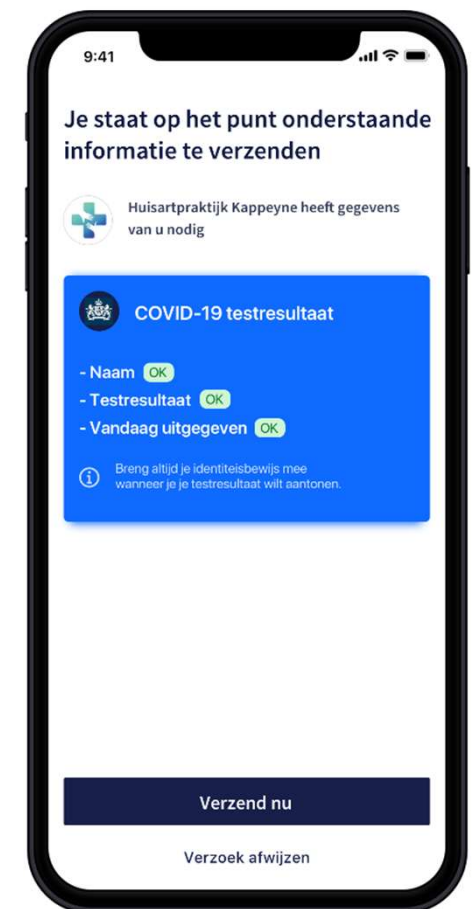 9:41
Je staat op het punt onderstaande
informatie te verzenden
Huisartpraktijk Kappeyne heeft gegevens
van u nodig
COVID-19 testresultaat
- Naam OK
- Testresultaat OK
- Vandaag uitgegeven OK
Breng altijd je identiteisbewijs mee
wanneer je je testresultaat wilt aantonen.
Verzend nu
Verzoek afwijzen